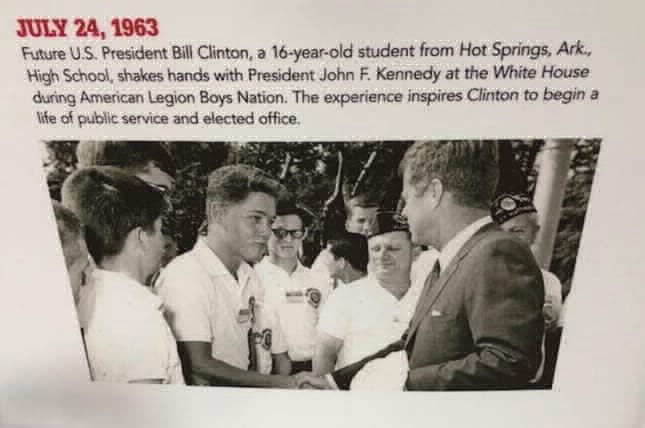 JULY 24, 1963
Future U.S. President Bill Clinton, a 16-year-old student from Hot Springs, Ark.,
High School, shakes hands with President John F. Kennedy at the White House
during American Legion Boys Nation. The experience inspires Clinton to begin a
life of public service and elected office.